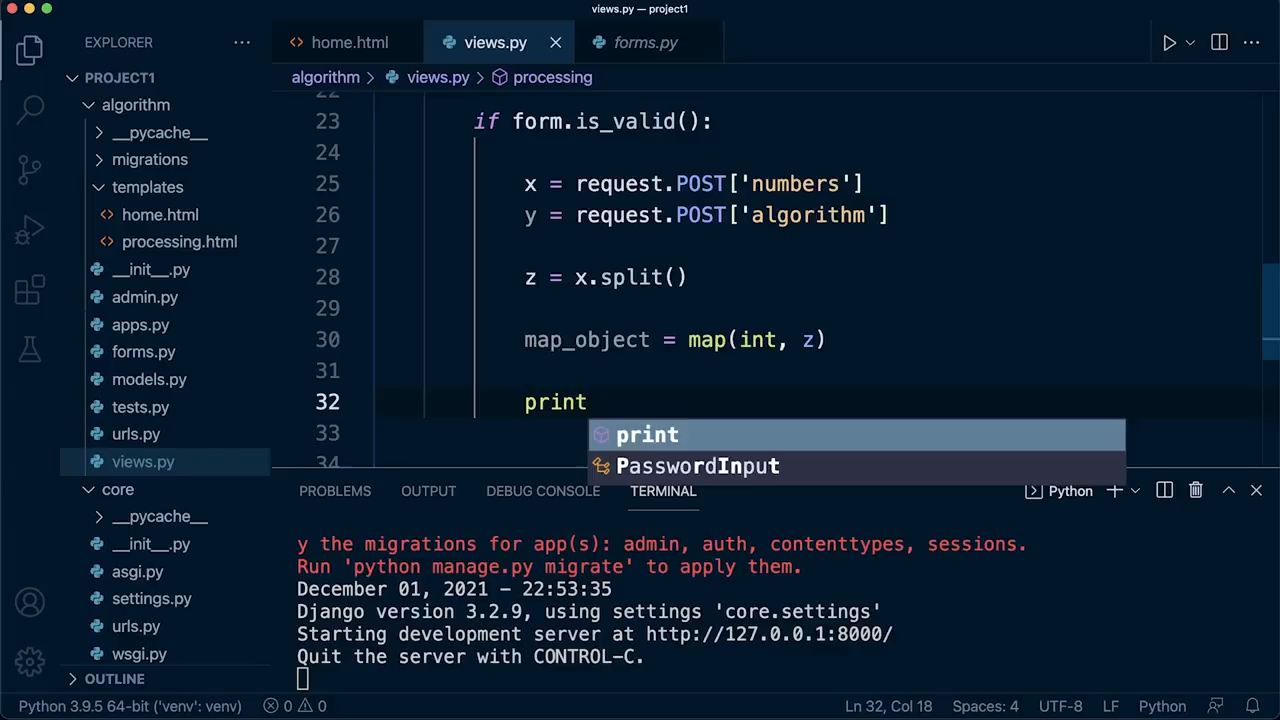 views.py — project1
EXPLORER
home.html
views.py
forms.py
PROJECT1
algorithm > views.py > processing
algorithm
__pycache__
migrations
templates
home.html
processing.html
__init__.py
admin.py
apps.py
forms.py
models.py
tests.py
urls.py
views.py
core
__pycache__
__init__.py
asgi.py
settings.py
urls.py
wsgi.py
OUTLINE
22
23 if form.is_valid():
24
25 x = request.POST['numbers']
26 y = request.POST['algorithm']
27
28 z = x.split()
29
30 map_object = map(int, z)
31
32 print
33
34
print
PasswordInput
PROBLEMS OUTPUT DEBUG CONSOLE TERMINAL
Python
y the migrations for app(s): admin, auth, contenttypes, sessions.
Run 'python manage.py migrate' to apply them.
December 01, 2021 - 22:53:35
Django version 3.2.9, using settings 'core.settings'
Starting development server at http://127.0.0.1:8000/
Quit the server with CONTROL-C.
Python 3.9.5 64-bit ('venv': venv) 0 0 Ln 32, Col 18 Spaces: 4 UTF-8 LF Python